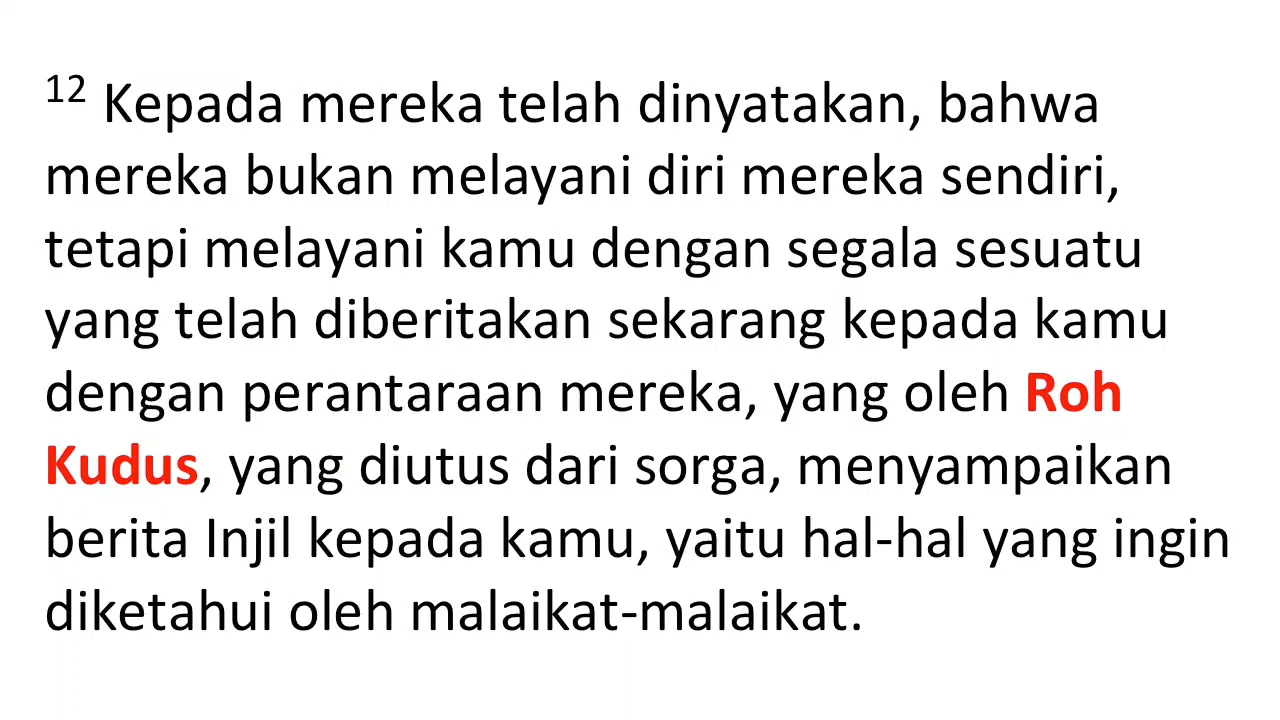 12 Kepada mereka telah dinyatakan, bahwa
mereka bukan melayani diri mereka sendiri,
tetapi melayani kamu dengan segala sesuatu
yang telah diberitakan sekarang kepada kamu
dengan perantaraan mereka, yang oleh Roh
Kudus, yang diutus dari sorga, menyampaikan
berita Injil kepada kamu, yaitu hal-hal yang ingin
diketahui oleh malaikat-malaikat.